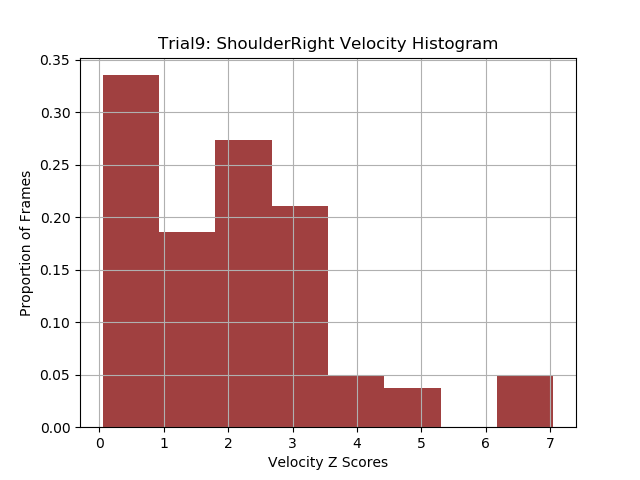 Trial9: ShoulderRight Velocity Histogram
0.35
0.30
0.25
0.20
0.15
0.10
0.05
0.00
Proportion of Frames
0 1 2 3 4 5 6 7
Velocity Z Scores